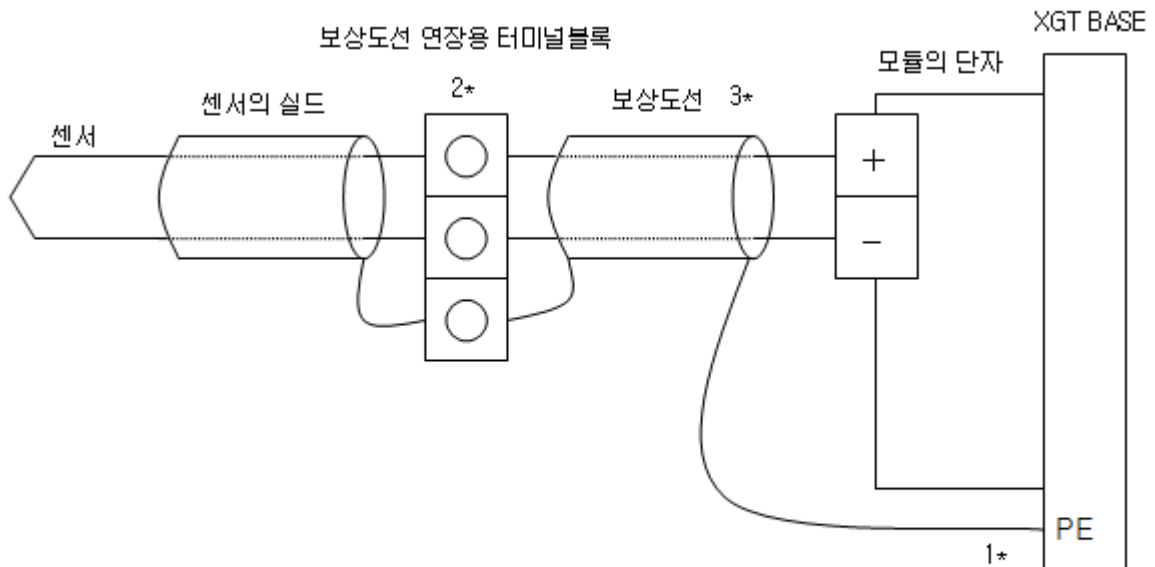 XGT BASE
보상도선 연장용 터미널블록
모듈의 단자
2*
센서의 실드
보상도선 3*
센서
+
-
PE
1*